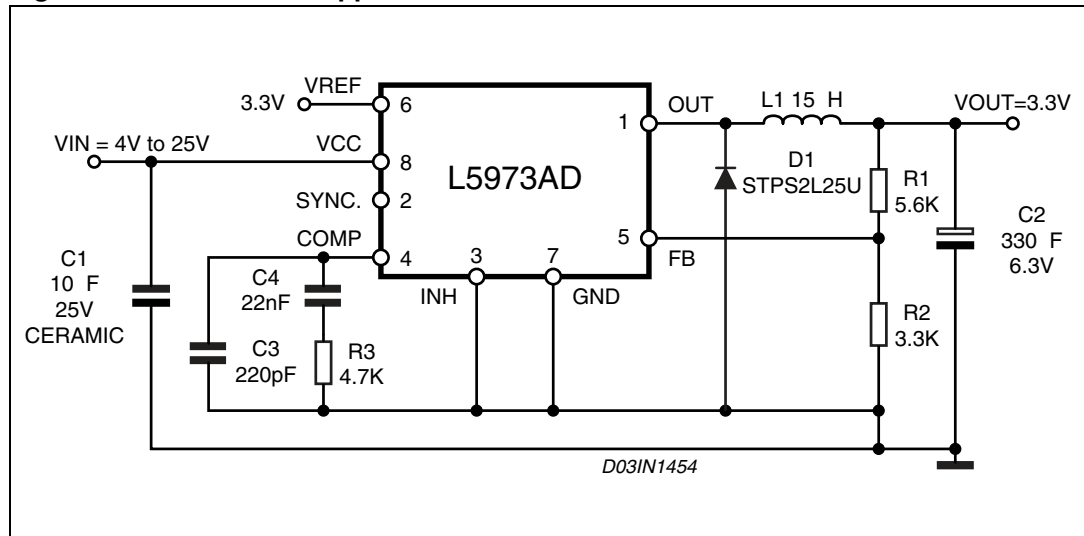 VREF
3.3V
6
VIN = 4V to 25V
VCC
8
SYNC.
2
COMP
4
L5973AD
3
7
INH
GND
1
OUT
5
FB
L1 15 H
VOUT=3.3V
D1
STPS2L25U
R1
5.6K
C2
330 F
6.3V
R2
3.3K
C1
10 F
25V
CERAMIC
C4
22nF
C3
220pF
R3
4.7K
D03IN1454